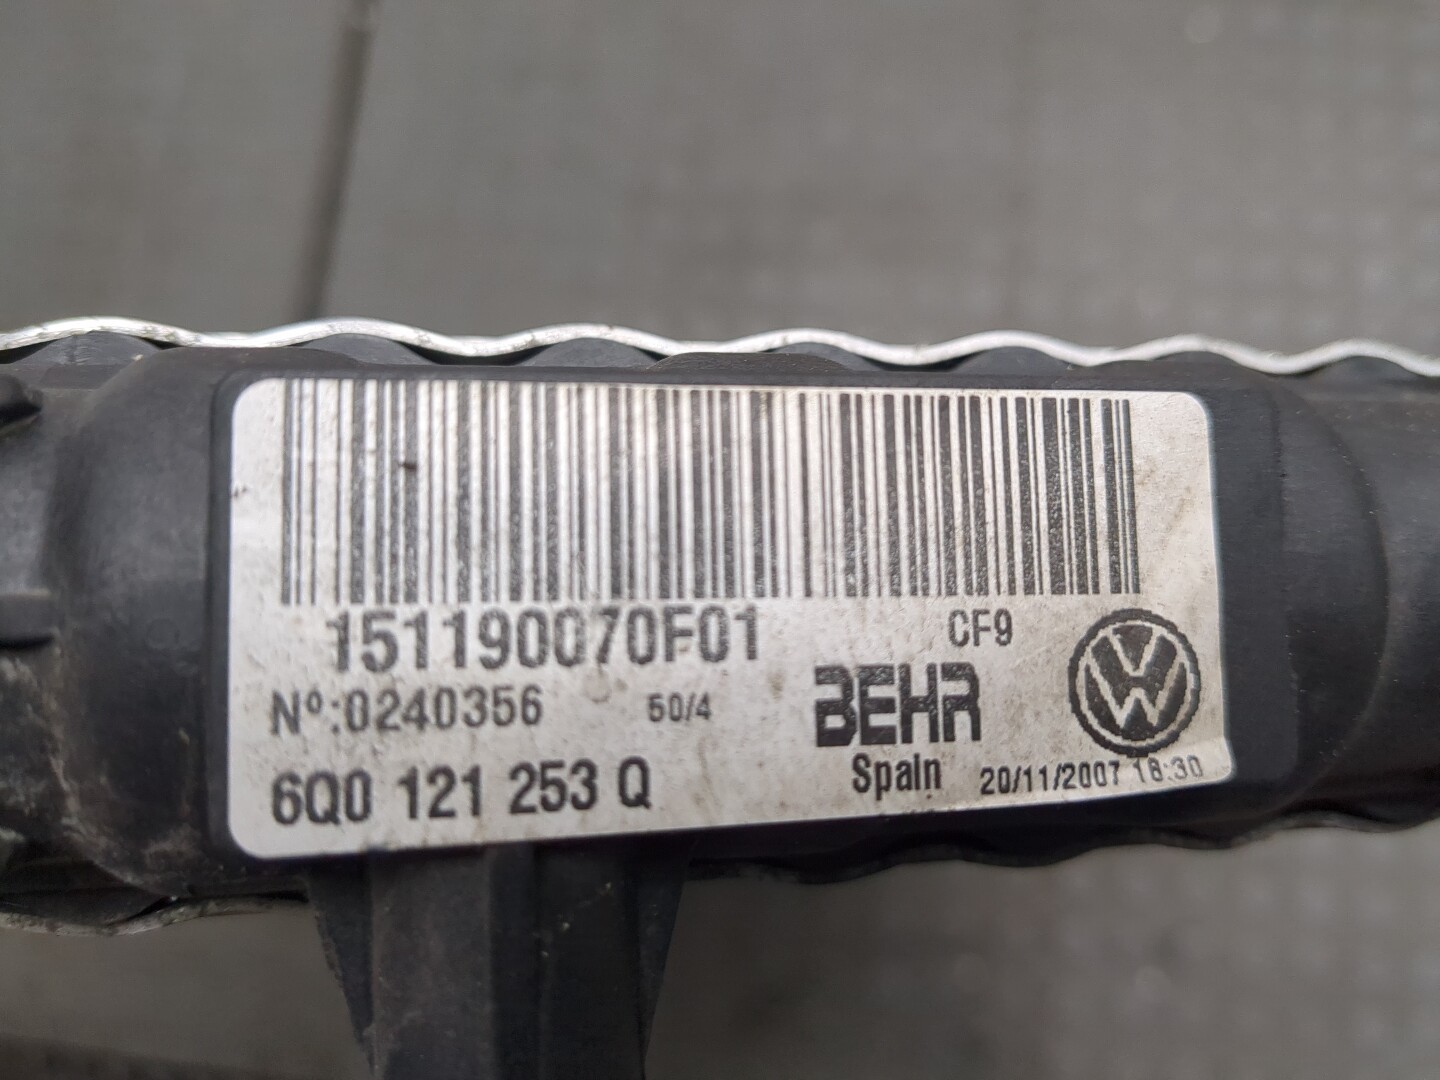 151190070F01
CF9
Nº:0240356
50/4
BEHR
6Q0 121 253 Q
Spain
20/11/2007 18:30